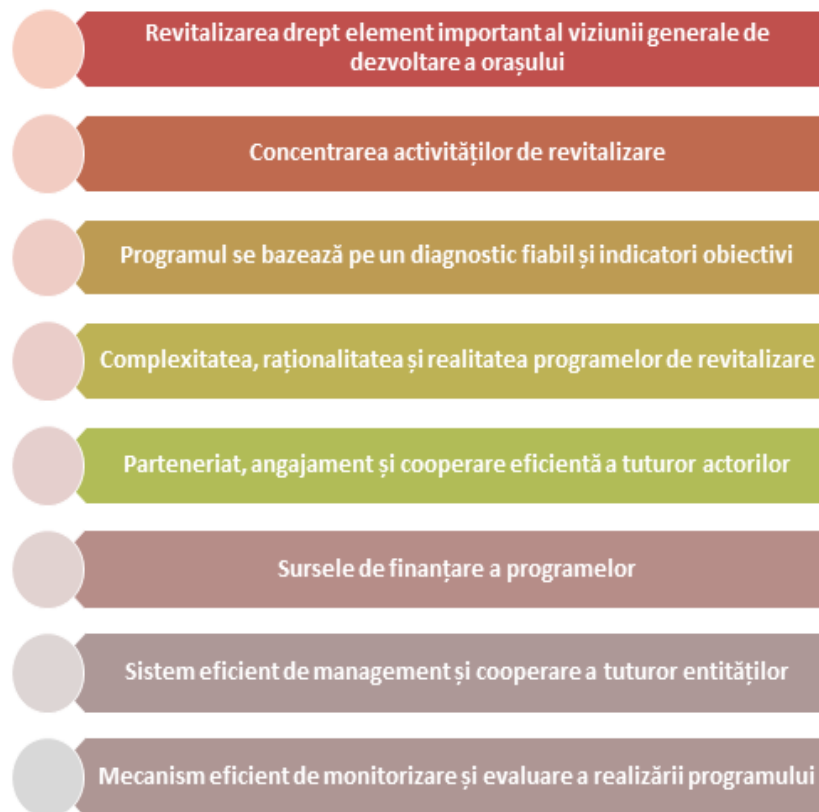 Revitalizarea drept element important al viziunii generale de
dezvoltare a orașului
Concentrarea activităților de revitalizare
Programul se bazează pe un diagnostic fiabil și indicatori obiectivi
Complexitatea, raționalitatea și realitatea programelor de revitalizare
Parteneriat, angajament și cooperare eficientă a tuturor actorilor
Sursele de finanțare a programelor
Sistem eficient de management și cooperare a tuturor entităților
Mecanism eficient de monitorizare și evaluare a realizării programului